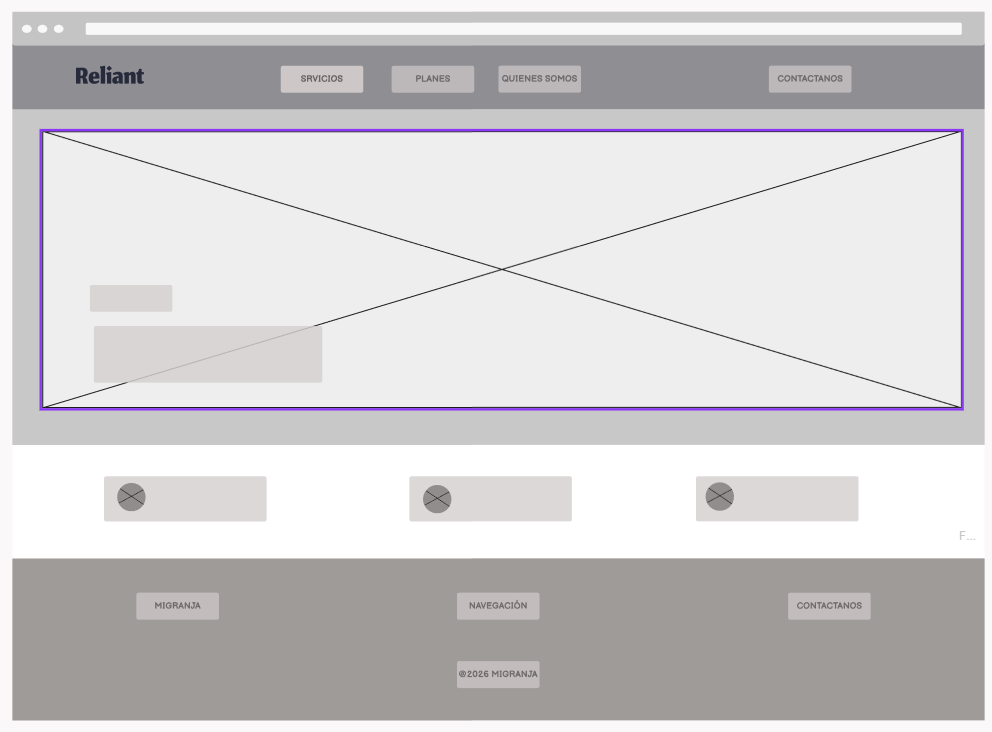 Reliant
SRVICIOS
PLANES
QUIENES SOMOS
CONTACTANOS
F...
MIGRANJA
NAVEGACIÓN
CONTACTANOS
@2026 MIGRANJA